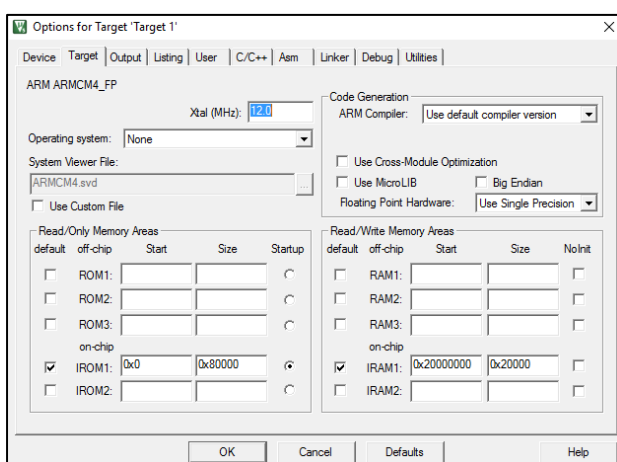 Options for Target 'Target 1'
Device Target Output Listing User C/C++ Asm Linker Debug Utilities
ARM ARMCM4_FP
Xtal (MHz): 12.0
Operating system: None
System Viewer File:
ARMCM4.svd ...
Use Custom File
Code Generation
ARM Compiler: Use default compiler version
Use Cross-Module Optimization
Use MicroLIB Big Endian
Floating Point Hardware: Use Single Precision
Read/Only Memory Areas
default off-chip Start Size Startup
ROM1:
ROM2:
ROM3:
on-chip
IROM1: 0x0 0x80000
IROM2:
Read/Write Memory Areas
default off-chip Start Size NoInit
RAM1:
RAM2:
RAM3:
on-chip
IRAM1: 0x20000000 0x20000
IRAM2:
OK Cancel Defaults Help